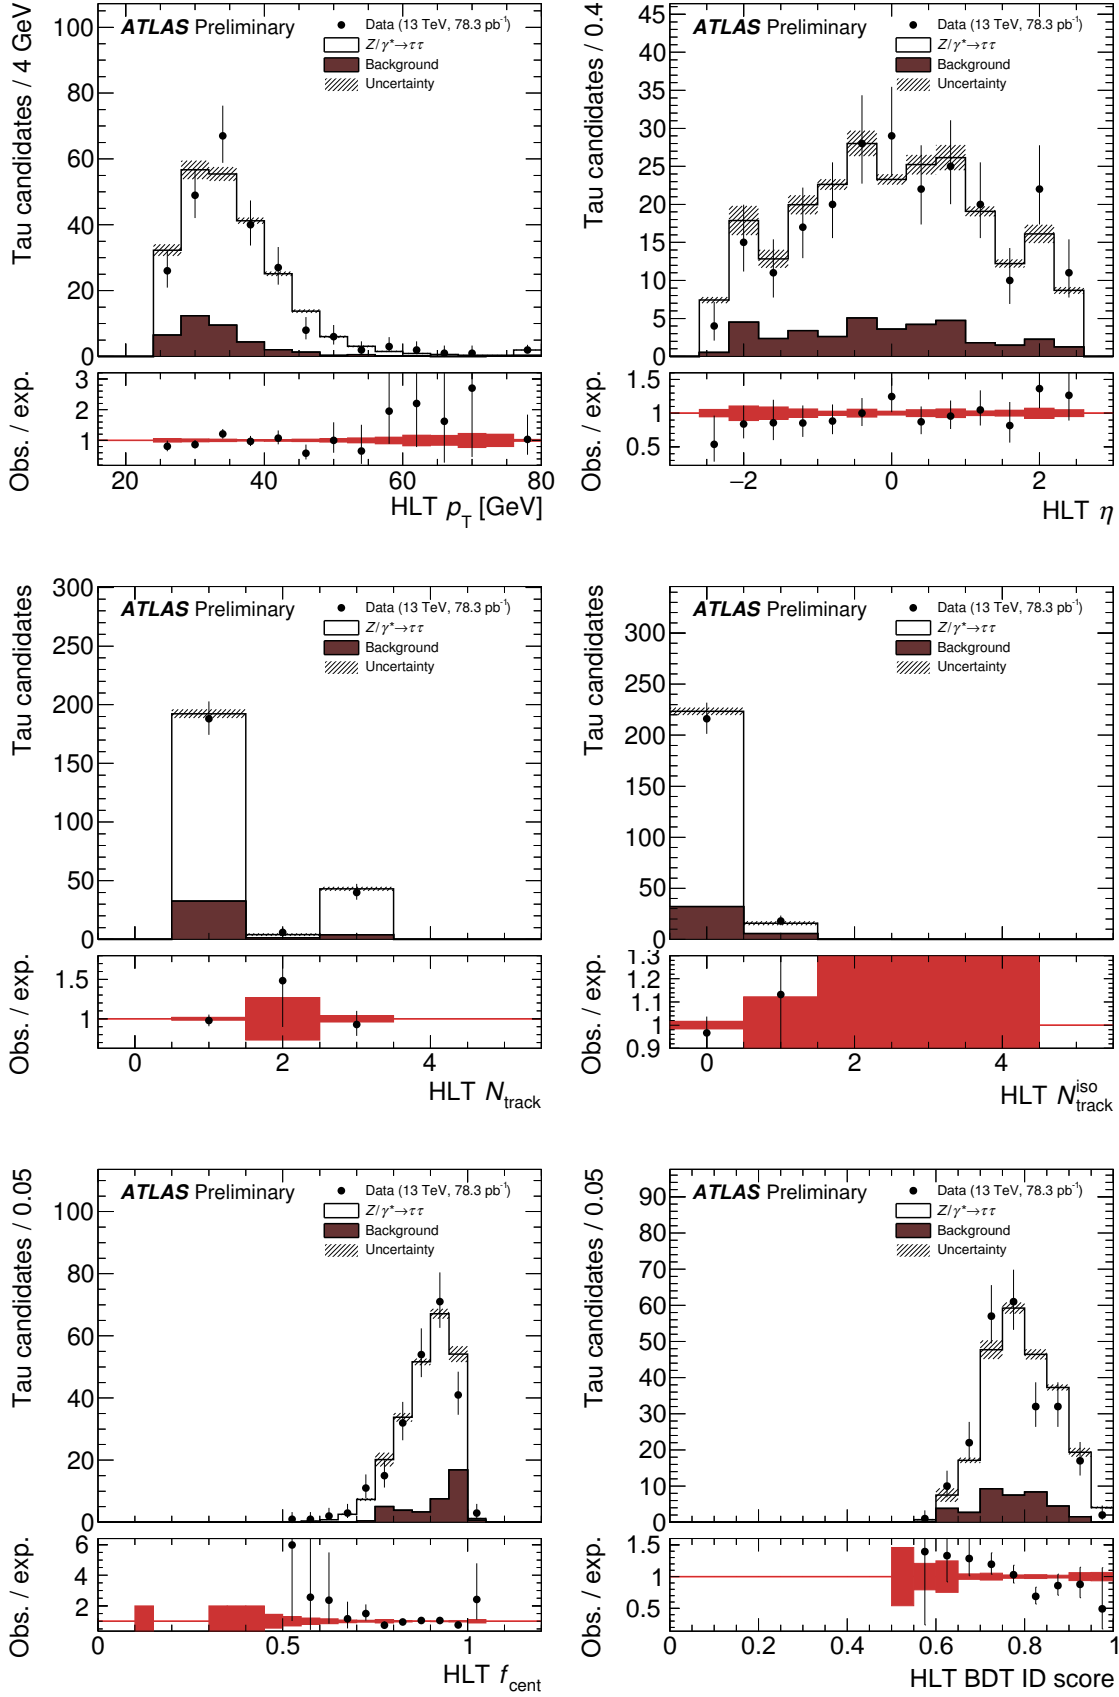 Tau candidates / 4 GeV
100
80
60
40
20
0
ATLAS Preliminary
Data (13 TeV, 78.3 pb⁻¹)
Z/γ*→ττ
Background
Uncertainty
Obs. / exp.
3
2
1
20 40 60 80
HLT p_T [GeV]
Tau candidates / 0.4
45
40
35
30
25
20
15
10
5
0
ATLAS Preliminary
Data (13 TeV, 78.3 pb⁻¹)
Z/γ*→ττ
Background
Uncertainty
Obs. / exp.
1.5
1
0.5
−2 0 2
HLT η
Tau candidates
300
250
200
150
100
50
0
ATLAS Preliminary
Data (13 TeV, 78.3 pb⁻¹)
Z/γ*→ττ
Background
Uncertainty
Obs. / exp.
1.5
1
0 2 4
HLT N_track
Tau candidates
300
250
200
150
100
50
0
ATLAS Preliminary
Data (13 TeV, 78.3 pb⁻¹)
Z/γ*→ττ
Background
Uncertainty
Obs. / exp.
1.3
1.2
1.1
1
0.9
0 2 4
HLT N_track^iso
Tau candidates / 0.05
100
80
60
40
20
0
ATLAS Preliminary
Data (13 TeV, 78.3 pb⁻¹)
Z/γ*→ττ
Background
Uncertainty
Obs. / exp.
6
4
2
0 0.5 1
HLT f_cent
Tau candidates / 0.05
90
80
70
60
50
40
30
20
10
0
ATLAS Preliminary
Data (13 TeV, 78.3 pb⁻¹)
Z/γ*→ττ
Background
Uncertainty
Obs. / exp.
1.5
1
0.5
0 0.2 0.4 0.6 0.8 1
HLT BDT ID score